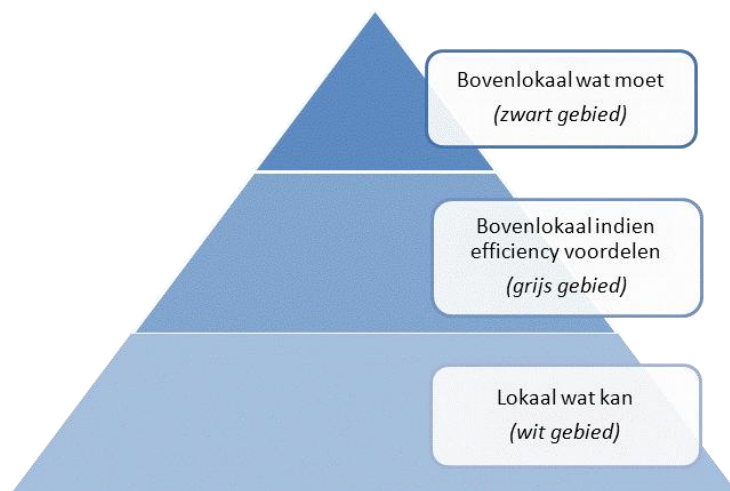 Bovenlokaal wat moet
(zwart gebied)
Bovenlokaal indien
efficiency voordelen
(grijs gebied)
Lokaal wat kan
(wit gebied)